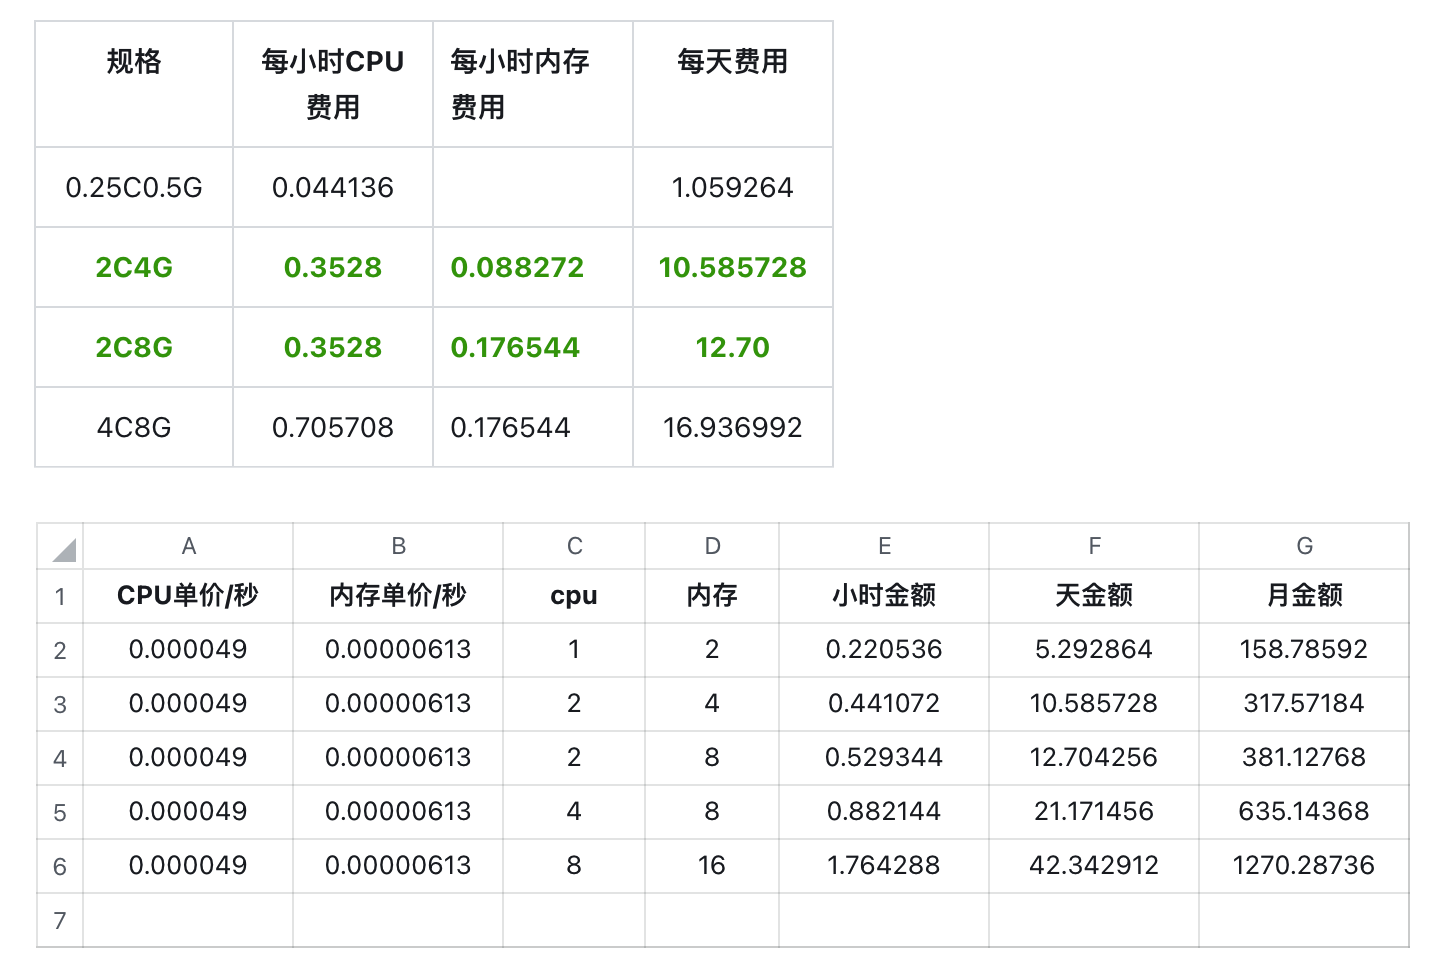 规格 每小时CPU费用 每小时内存费用 每天费用
0.25C0.5G 0.044136 1.059264
2C4G 0.3528 0.088272 10.585728
2C8G 0.3528 0.176544 12.70
4C8G 0.705708 0.176544 16.936992
A B C D E F G
1 CPU单价/秒 内存单价/秒 cpu 内存 小时金额 天金额 月金额
2 0.000049 0.00000613 1 2 0.220536 5.292864 158.78592
3 0.000049 0.00000613 2 4 0.441072 10.585728 317.57184
4 0.000049 0.00000613 2 8 0.529344 12.704256 381.12768
5 0.000049 0.00000613 4 8 0.882144 21.171456 635.14368
6 0.000049 0.00000613 8 16 1.764288 42.342912 1270.28736
7